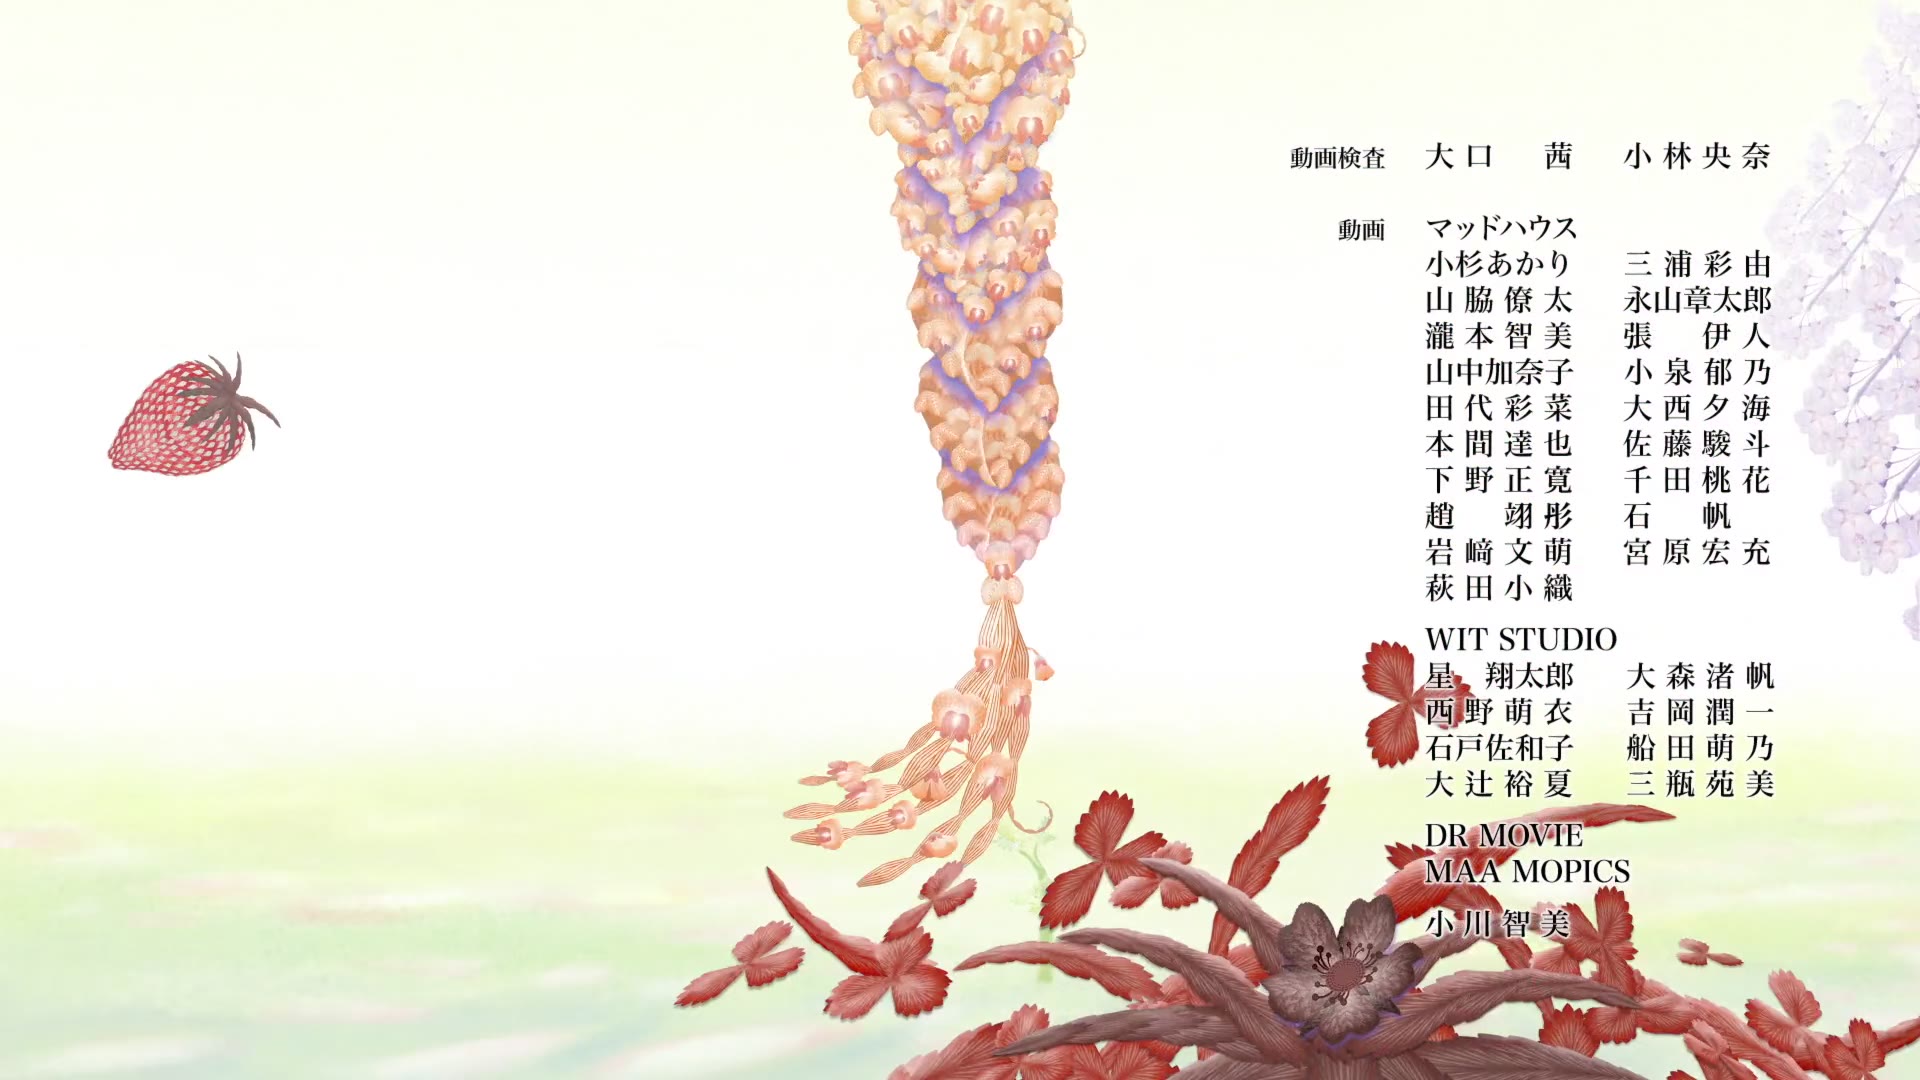 動画検査 大口 茜 小林央奈
動画 マッドハウス
小杉あかり 三浦彩由
山脇僚太 永山章太郎
瀧本智美 張 伊人
山中加奈子 小泉郁乃
田代彩菜 大西夕海
本間達也 佐藤駿斗
下野正寛 千田桃花
趙 翊彤 石 帆
岩﨑文萌 宮原宏充
萩田小織
WIT STUDIO
星 翔太郎 大森渚帆
西野萌衣 吉岡潤一
石戸佐和子 船田萌乃
大辻裕夏 三瓶苑美
DR MOVIE
MAA MOPICS
小川智美